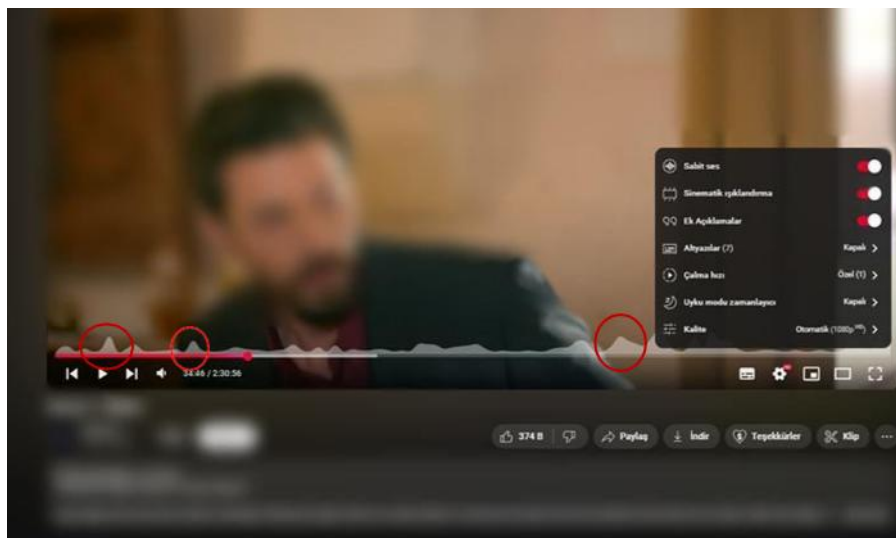 Sabit ses
Sinematik ışıklandırma
Ek Açıklamalar
Altyazılar (7) Kapalı
Çalma hızı Özel (1)
Uyku modu zamanlayıcı Kapalı
Kalite Otomatik (1080p HD)
34:46 / 2:30:56
374 B Paylaş İndir Teşekkürler Klip